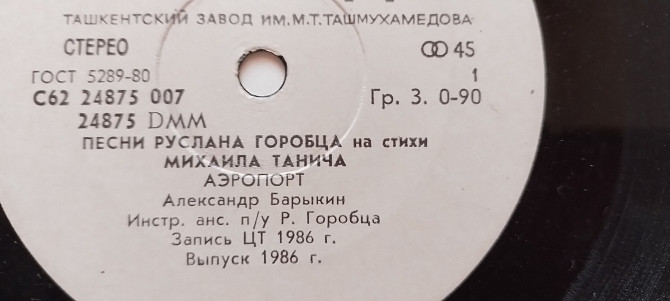 ТАШКЕНТСКИЙ ЗАВОД ИМ.М.Т.ТАШМУХАМЕДОВА
СТЕРЕО 45
ГОСТ 5289-80 1
С62 24875 007 Гр. 3. 0-90
24875 DMM
ПЕСНИ РУСЛАНА ГОРОБЦА на стихи
МИХАИЛА ТАНИЧА
АЭРОПОРТ
Александр Барыкин
Инстр. анс. п/у Р. Горобца
Запись ЦТ 1986 г.
Выпуск 1986 г.